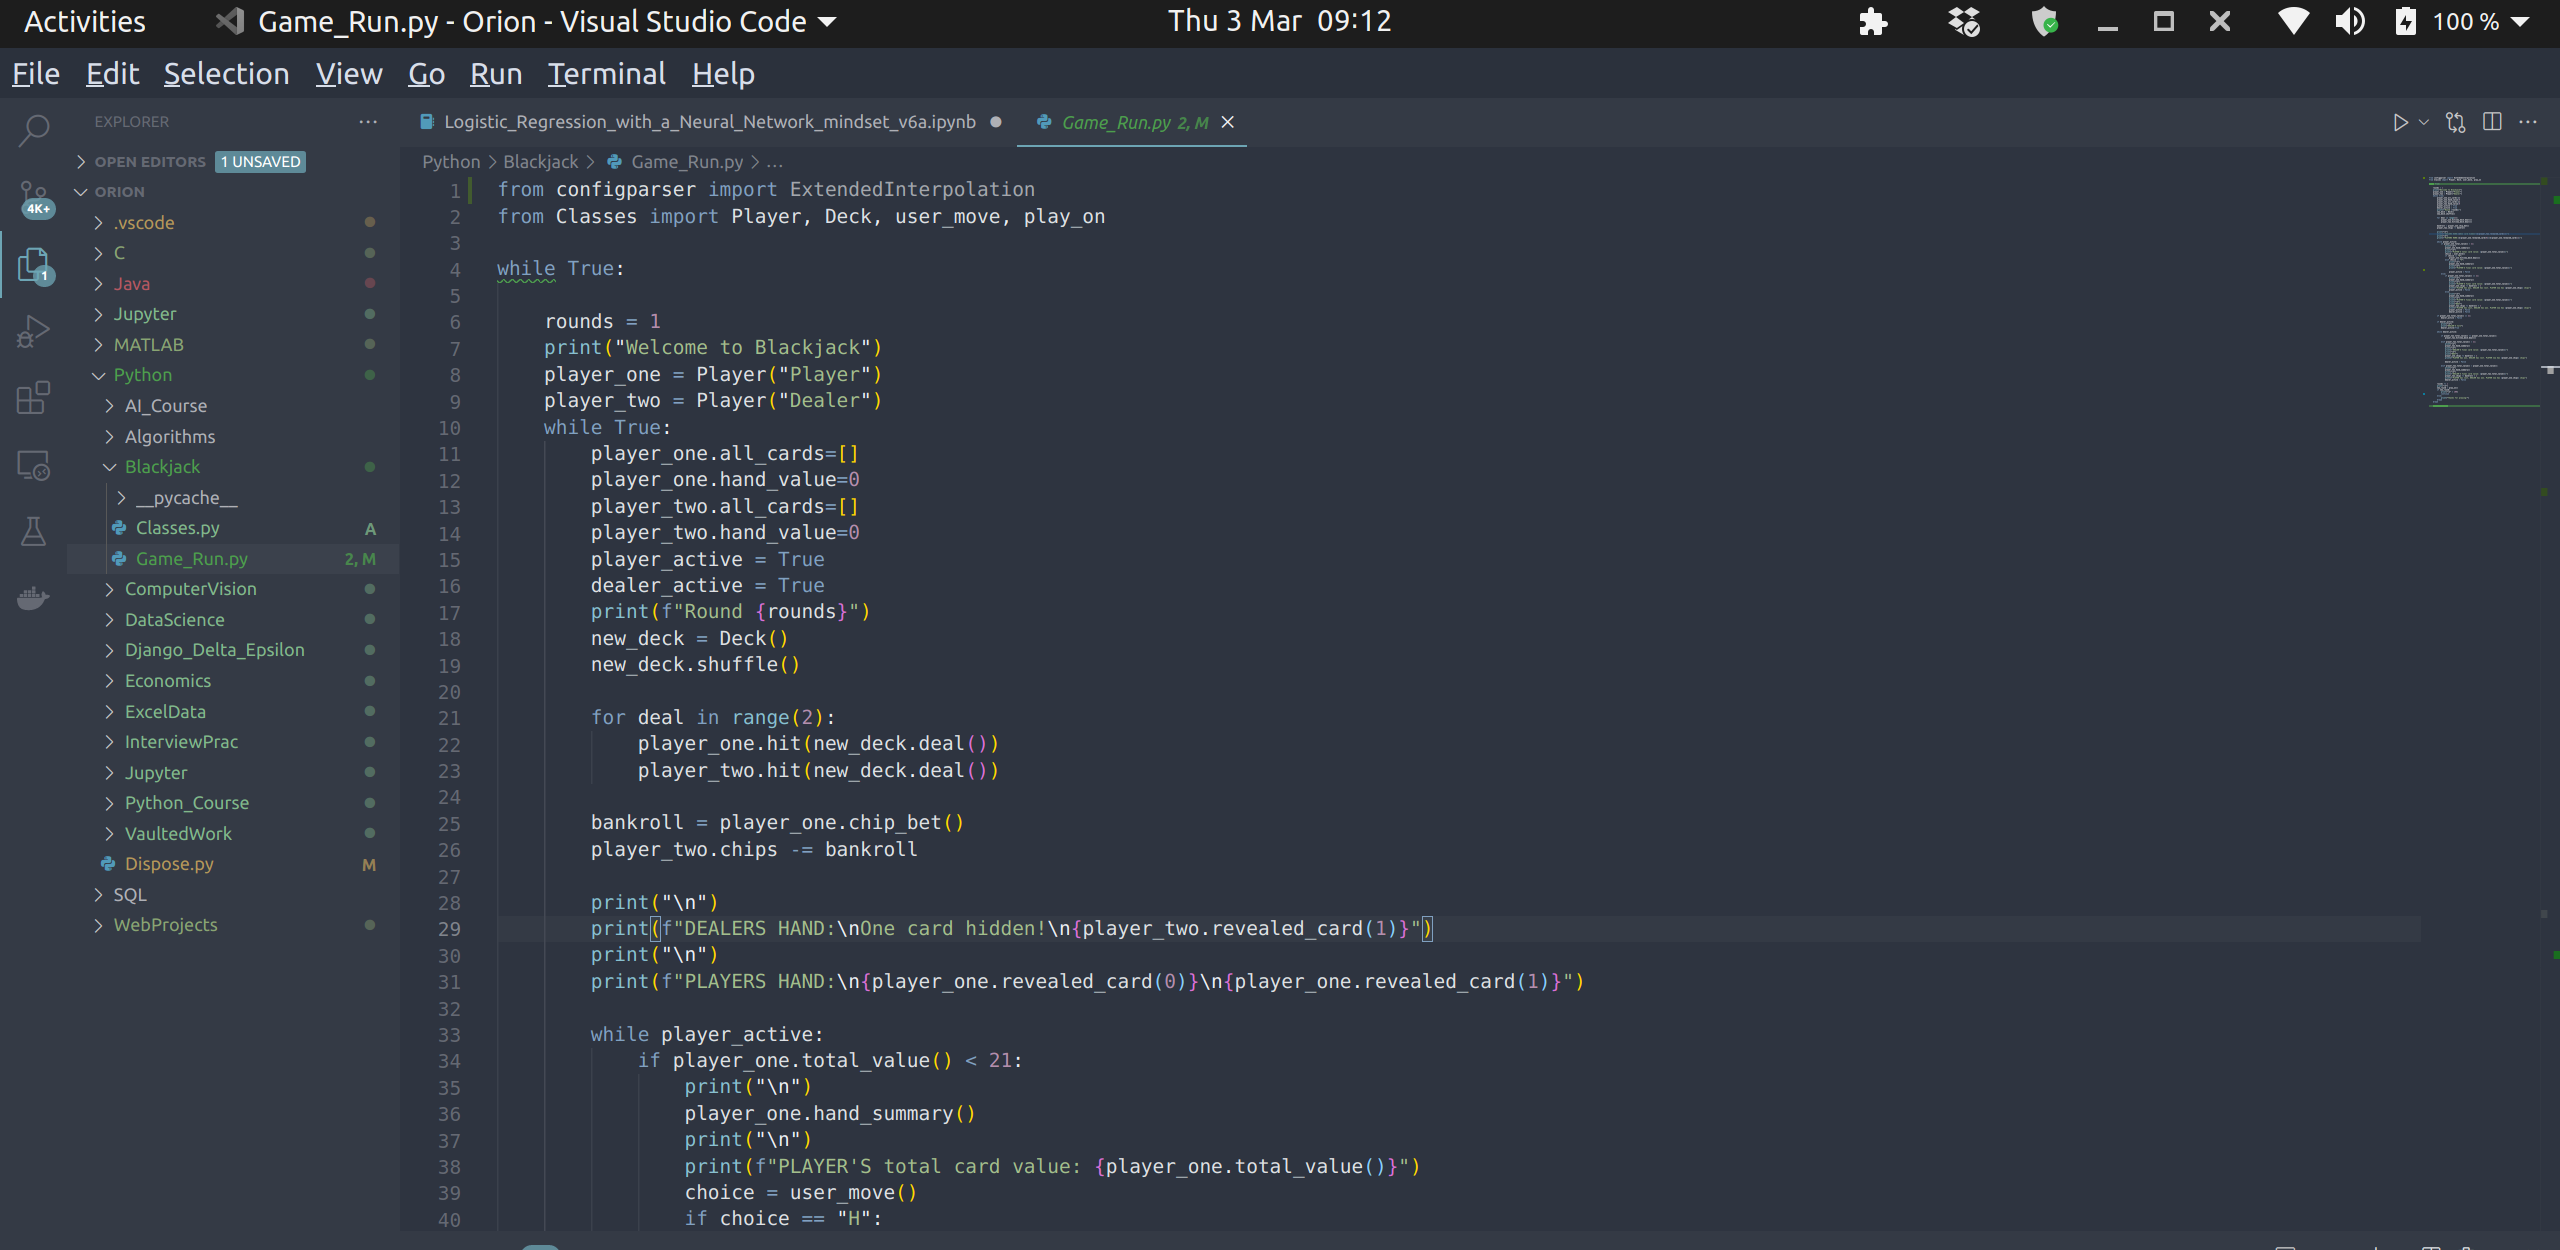 Activities
Game_Run.py - Orion - Visual Studio Code
Thu 3 Mar 09:12
100 %
File Edit Selection View Go Run Terminal Help
EXPLORER
OPEN EDITORS 1 UNSAVED
ORION
.vscode
C
Java
Jupyter
MATLAB
Python
AI_Course
Algorithms
Blackjack
__pycache__
Classes.py A
Game_Run.py 2, M
ComputerVision
DataScience
Django_Delta_Epsilon
Economics
ExcelData
InterviewPrac
Jupyter
Python_Course
VaultedWork
Dispose.py M
SQL
WebProjects
4K+
1
Logistic_Regression_with_a_Neural_Network_mindset_v6a.ipynb
Game_Run.py 2, M
Python > Blackjack > Game_Run.py > ...
1 from configparser import ExtendedInterpolation
2 from Classes import Player, Deck, user_move, play_on
3
4 while True:
5
6     rounds = 1
7     print("Welcome to Blackjack")
8     player_one = Player("Player")
9     player_two = Player("Dealer")
10     while True:
11         player_one.all_cards=[]
12         player_one.hand_value=0
13         player_two.all_cards=[]
14         player_two.hand_value=0
15         player_active = True
16         dealer_active = True
17         print(f"Round {rounds}")
18         new_deck = Deck()
19         new_deck.shuffle()
20
21         for deal in range(2):
22             player_one.hit(new_deck.deal())
23             player_two.hit(new_deck.deal())
24
25         bankroll = player_one.chip_bet()
26         player_two.chips -= bankroll
27
28         print("\n")
29         print(f"DEALERS HAND:\nOne card hidden!\n{player_two.revealed_card(1)}")
30         print("\n")
31         print(f"PLAYERS HAND:\n{player_one.revealed_card(0)}\n{player_one.revealed_card(1)}")
32
33         while player_active:
34             if player_one.total_value() < 21:
35                 print("\n")
36                 player_one.hand_summary()
37                 print("\n")
38                 print(f"PLAYER'S total card value: {player_one.total_value()}")
39                 choice = user_move()
40                 if choice == "H":